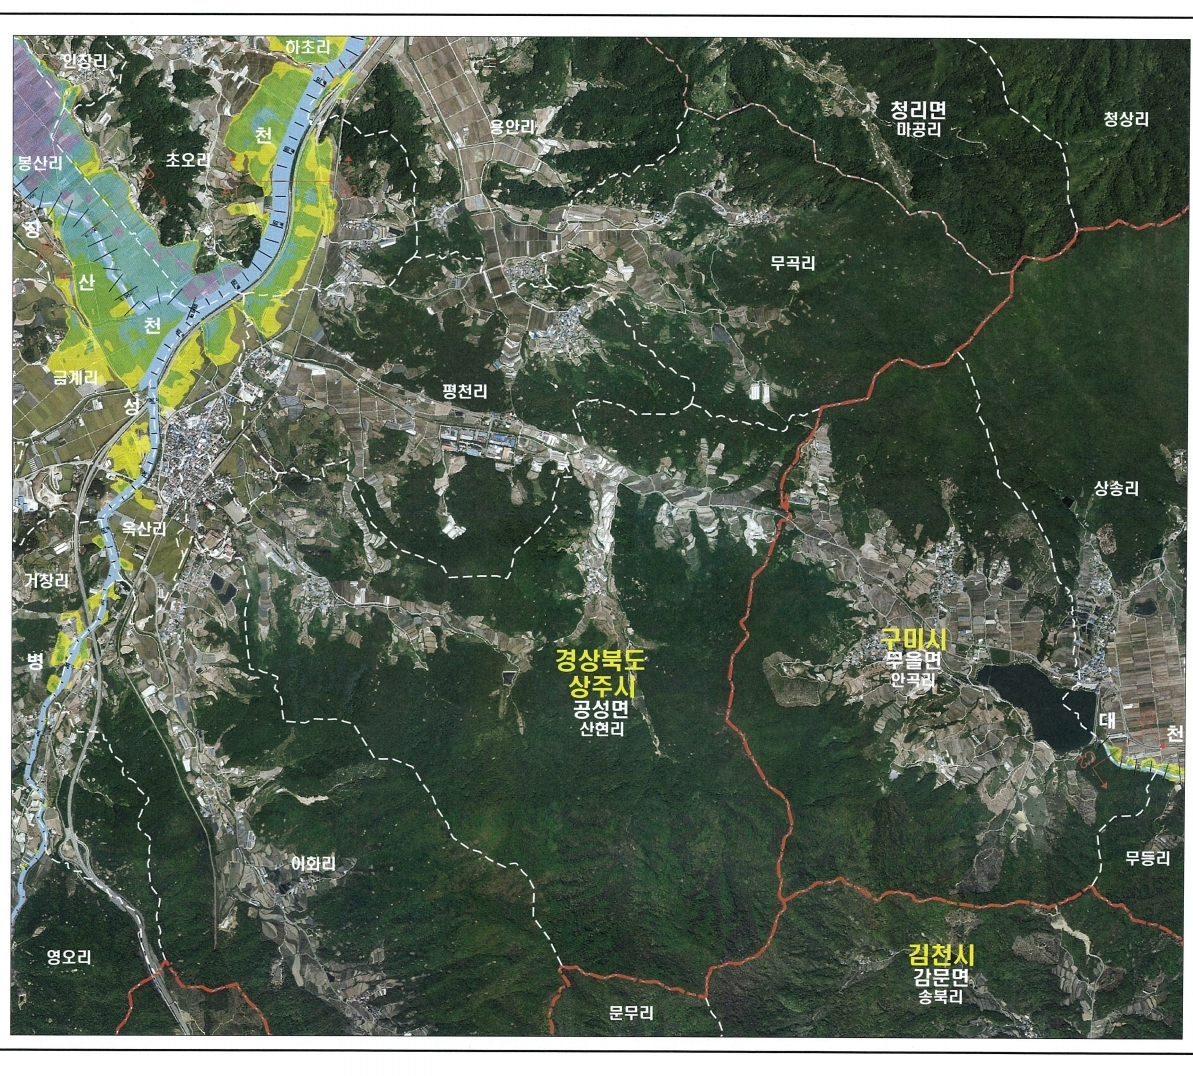 하초리
인창리
천
용안리
청리면
마공리
청상리
초오리
봉산리
장
무곡리
산
천
금계리
평천리
성
상송리
옥산리
거창리
병
구미시
무을면
안곡리
경상북도
상주시
공성면
산현리
대
천
이화리
무등리
영오리
김천시
감문면
송북리
문무리